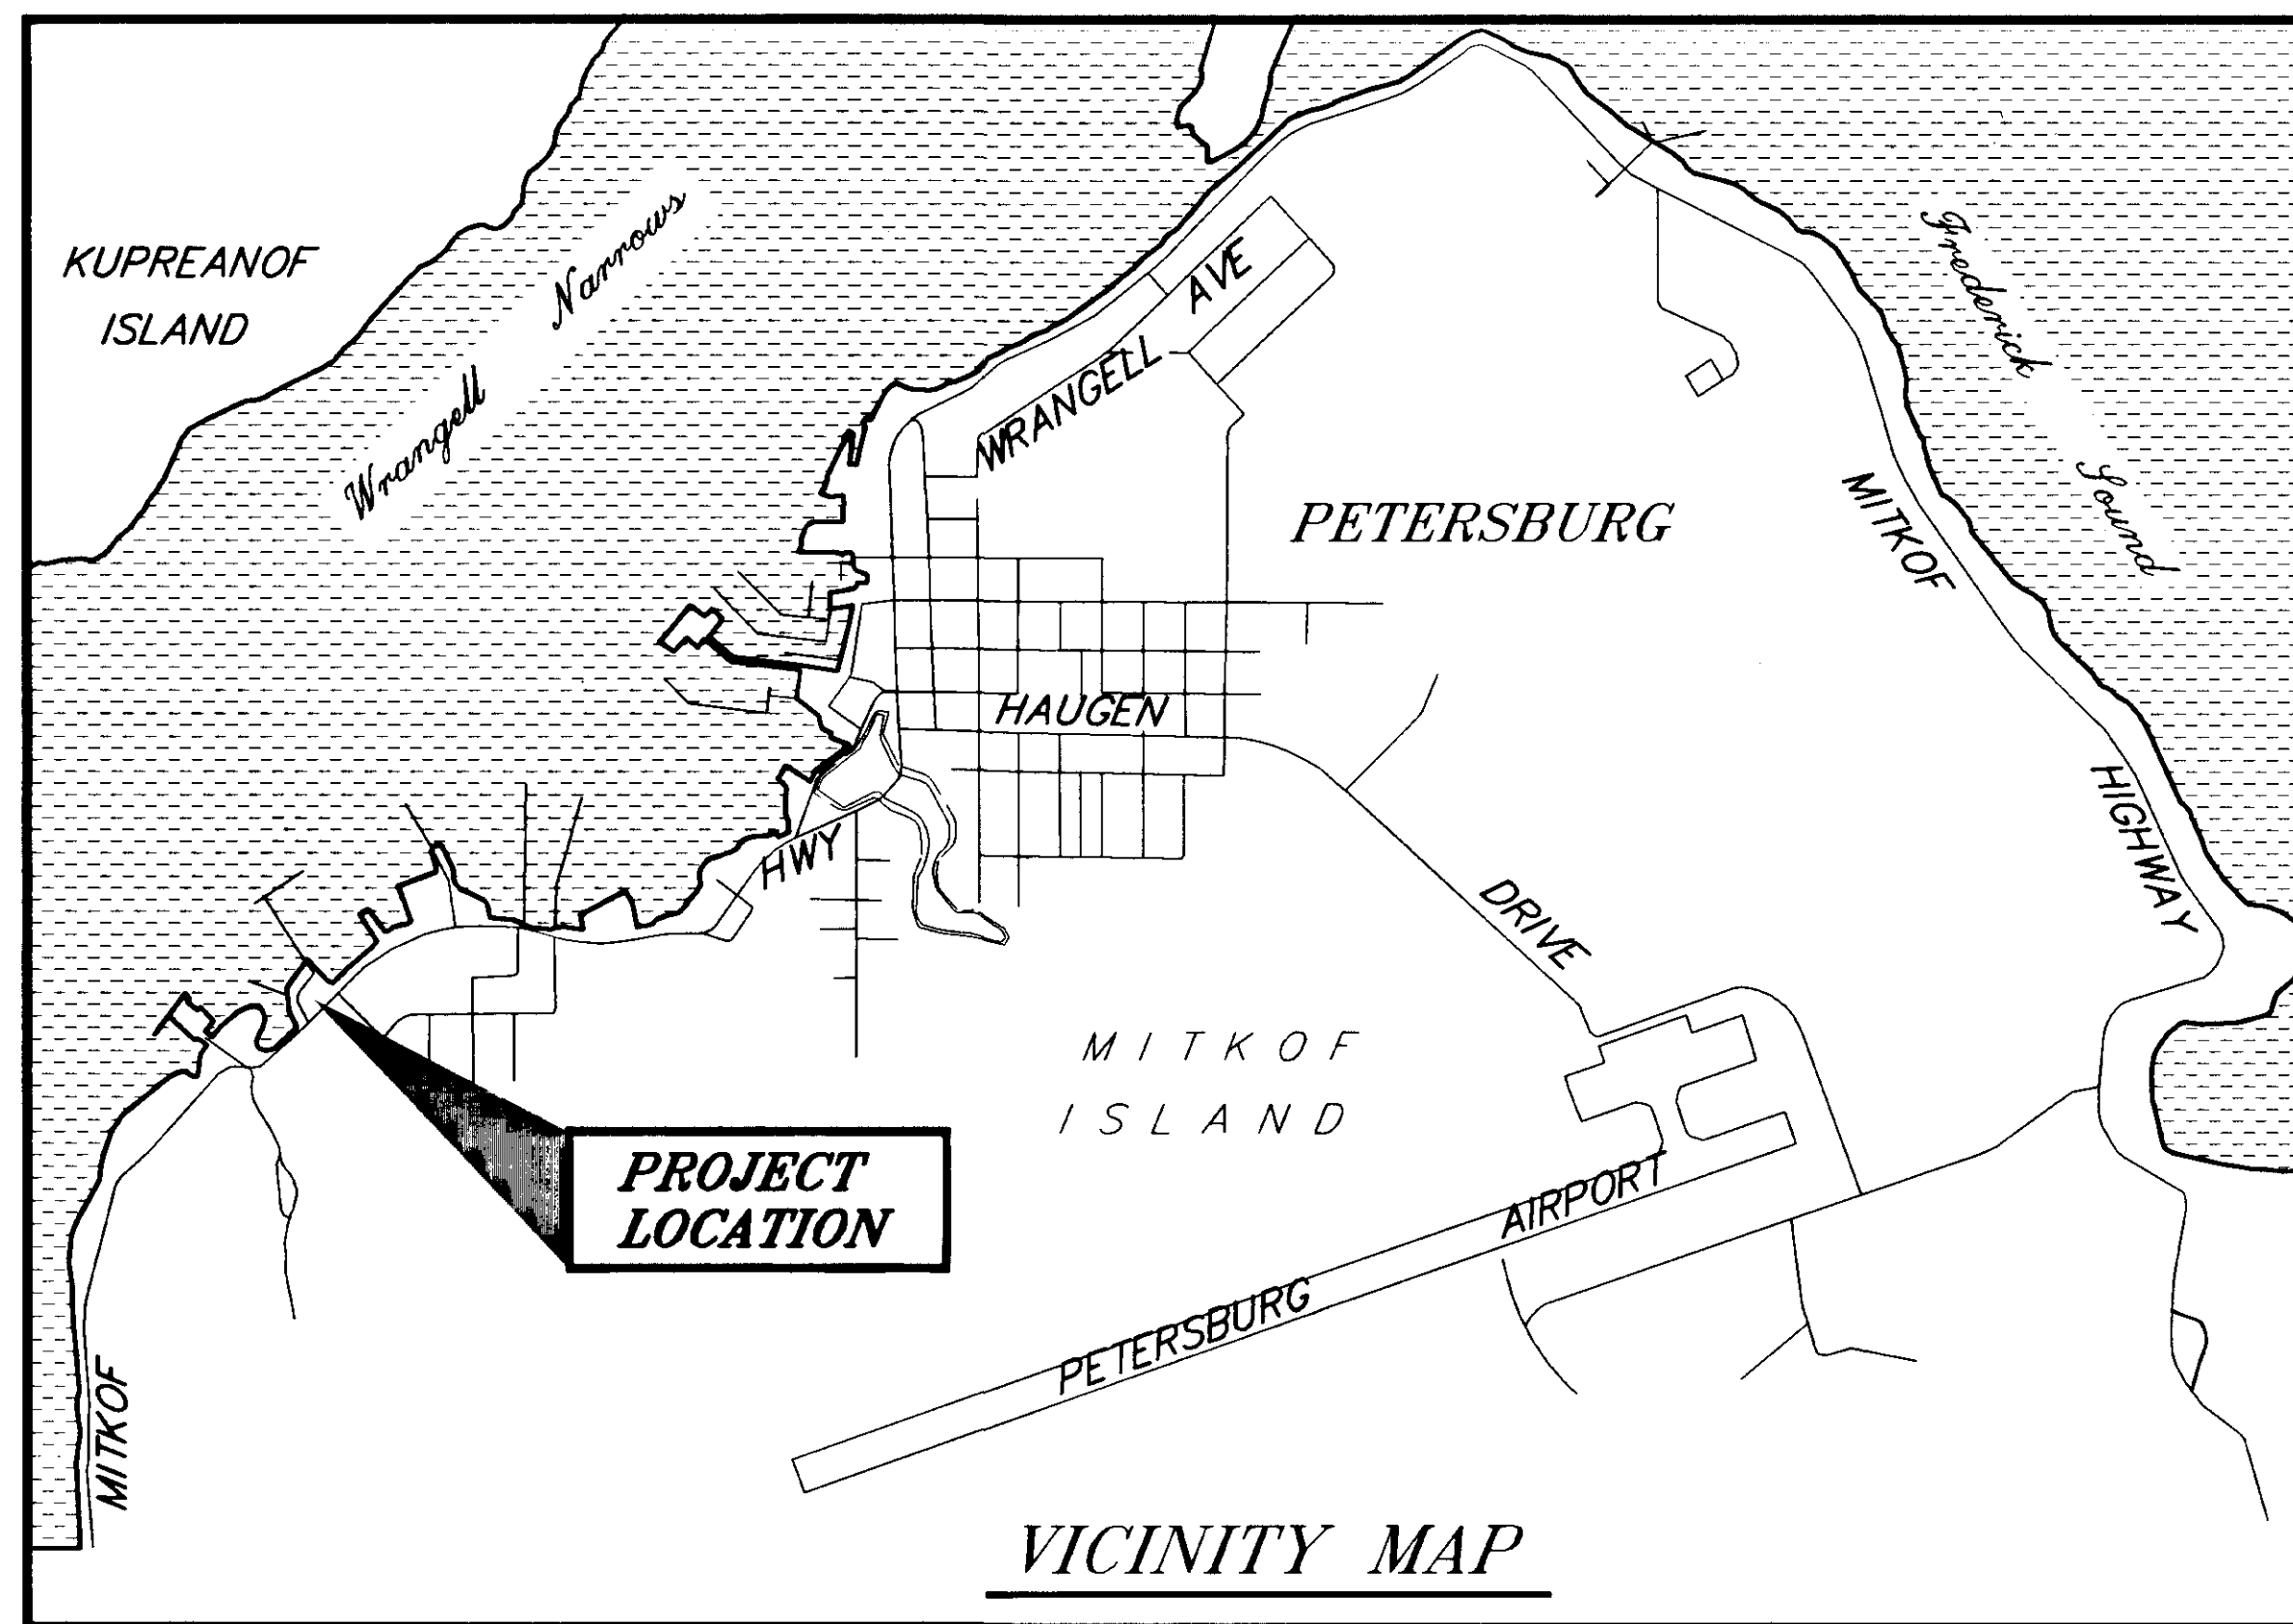 KUPREANOF
ISLAND
Wrangell Narrows
WRANGELL AVE
Frederick Sound
PETERSBURG
MITKOF HIGHWAY
HAUGEN DRIVE
MITKOF HWY
MITKOF
ISLAND
PROJECT
LOCATION
PETERSBURG AIRPORT
VICINITY MAP